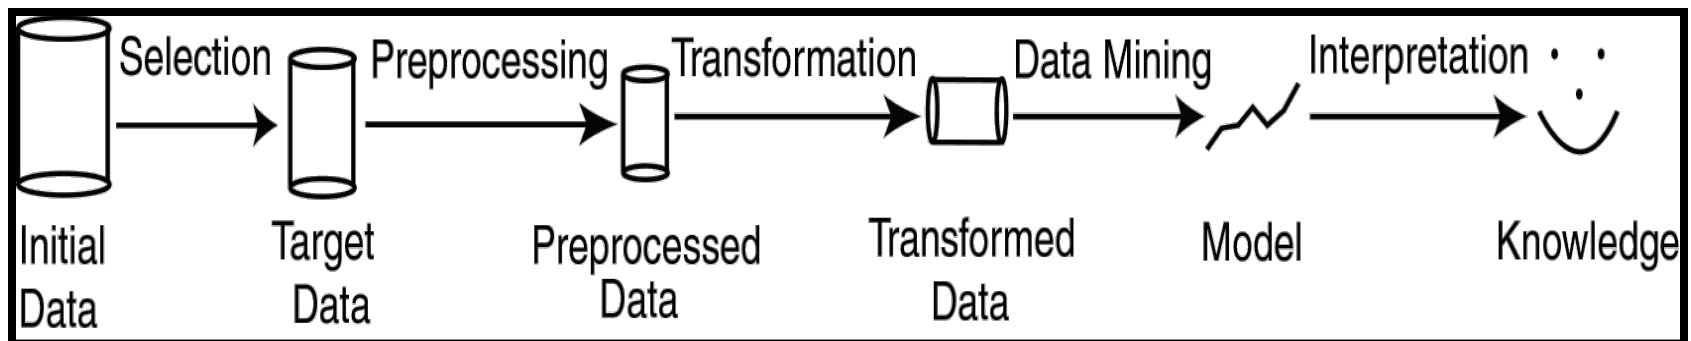 Selection
Preprocessing
Transformation
Data Mining
Interpretation
Initial
Data
Target
Data
Preprocessed
Data
Transformed
Data
Model
Knowledge